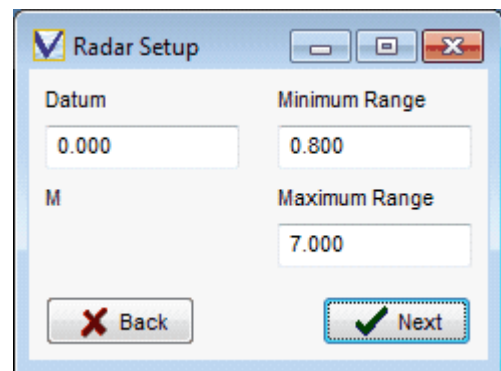 Radar Setup
Datum Minimum Range
0.000 0.800
M Maximum Range
7.000
Back Next